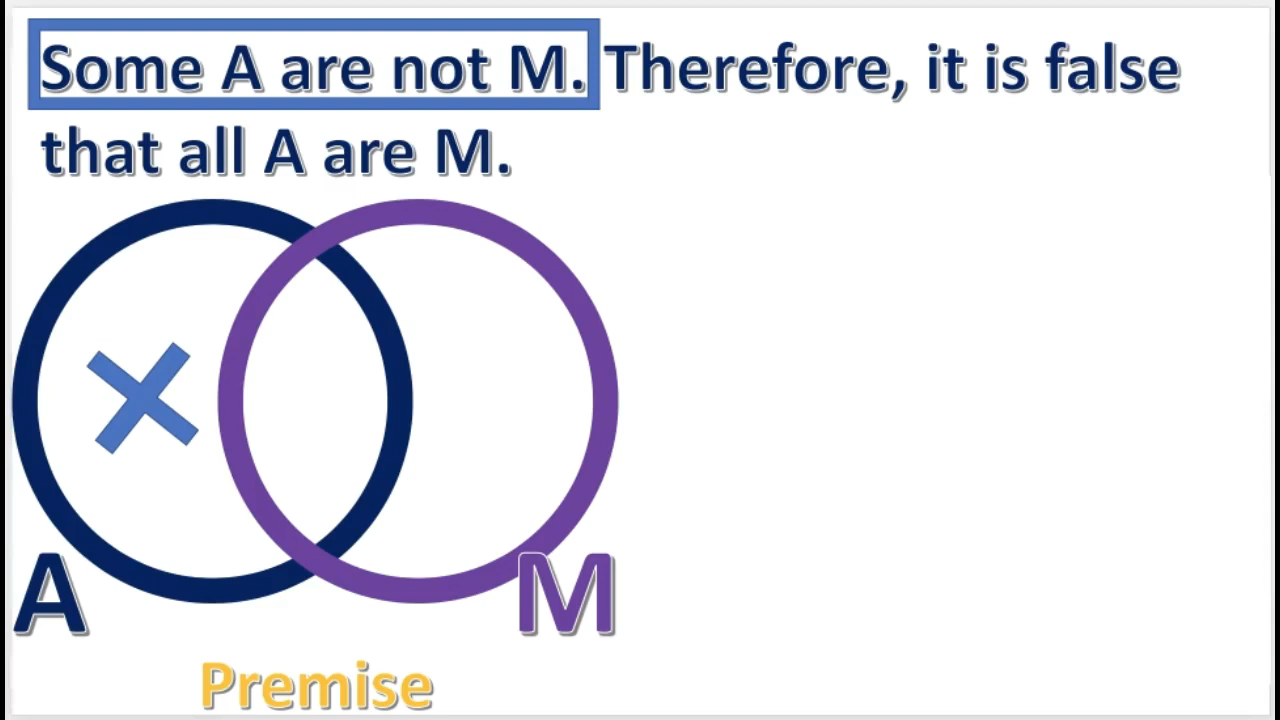 Some A are not M. Therefore, it is false
that all A are M.
A
M
Premise